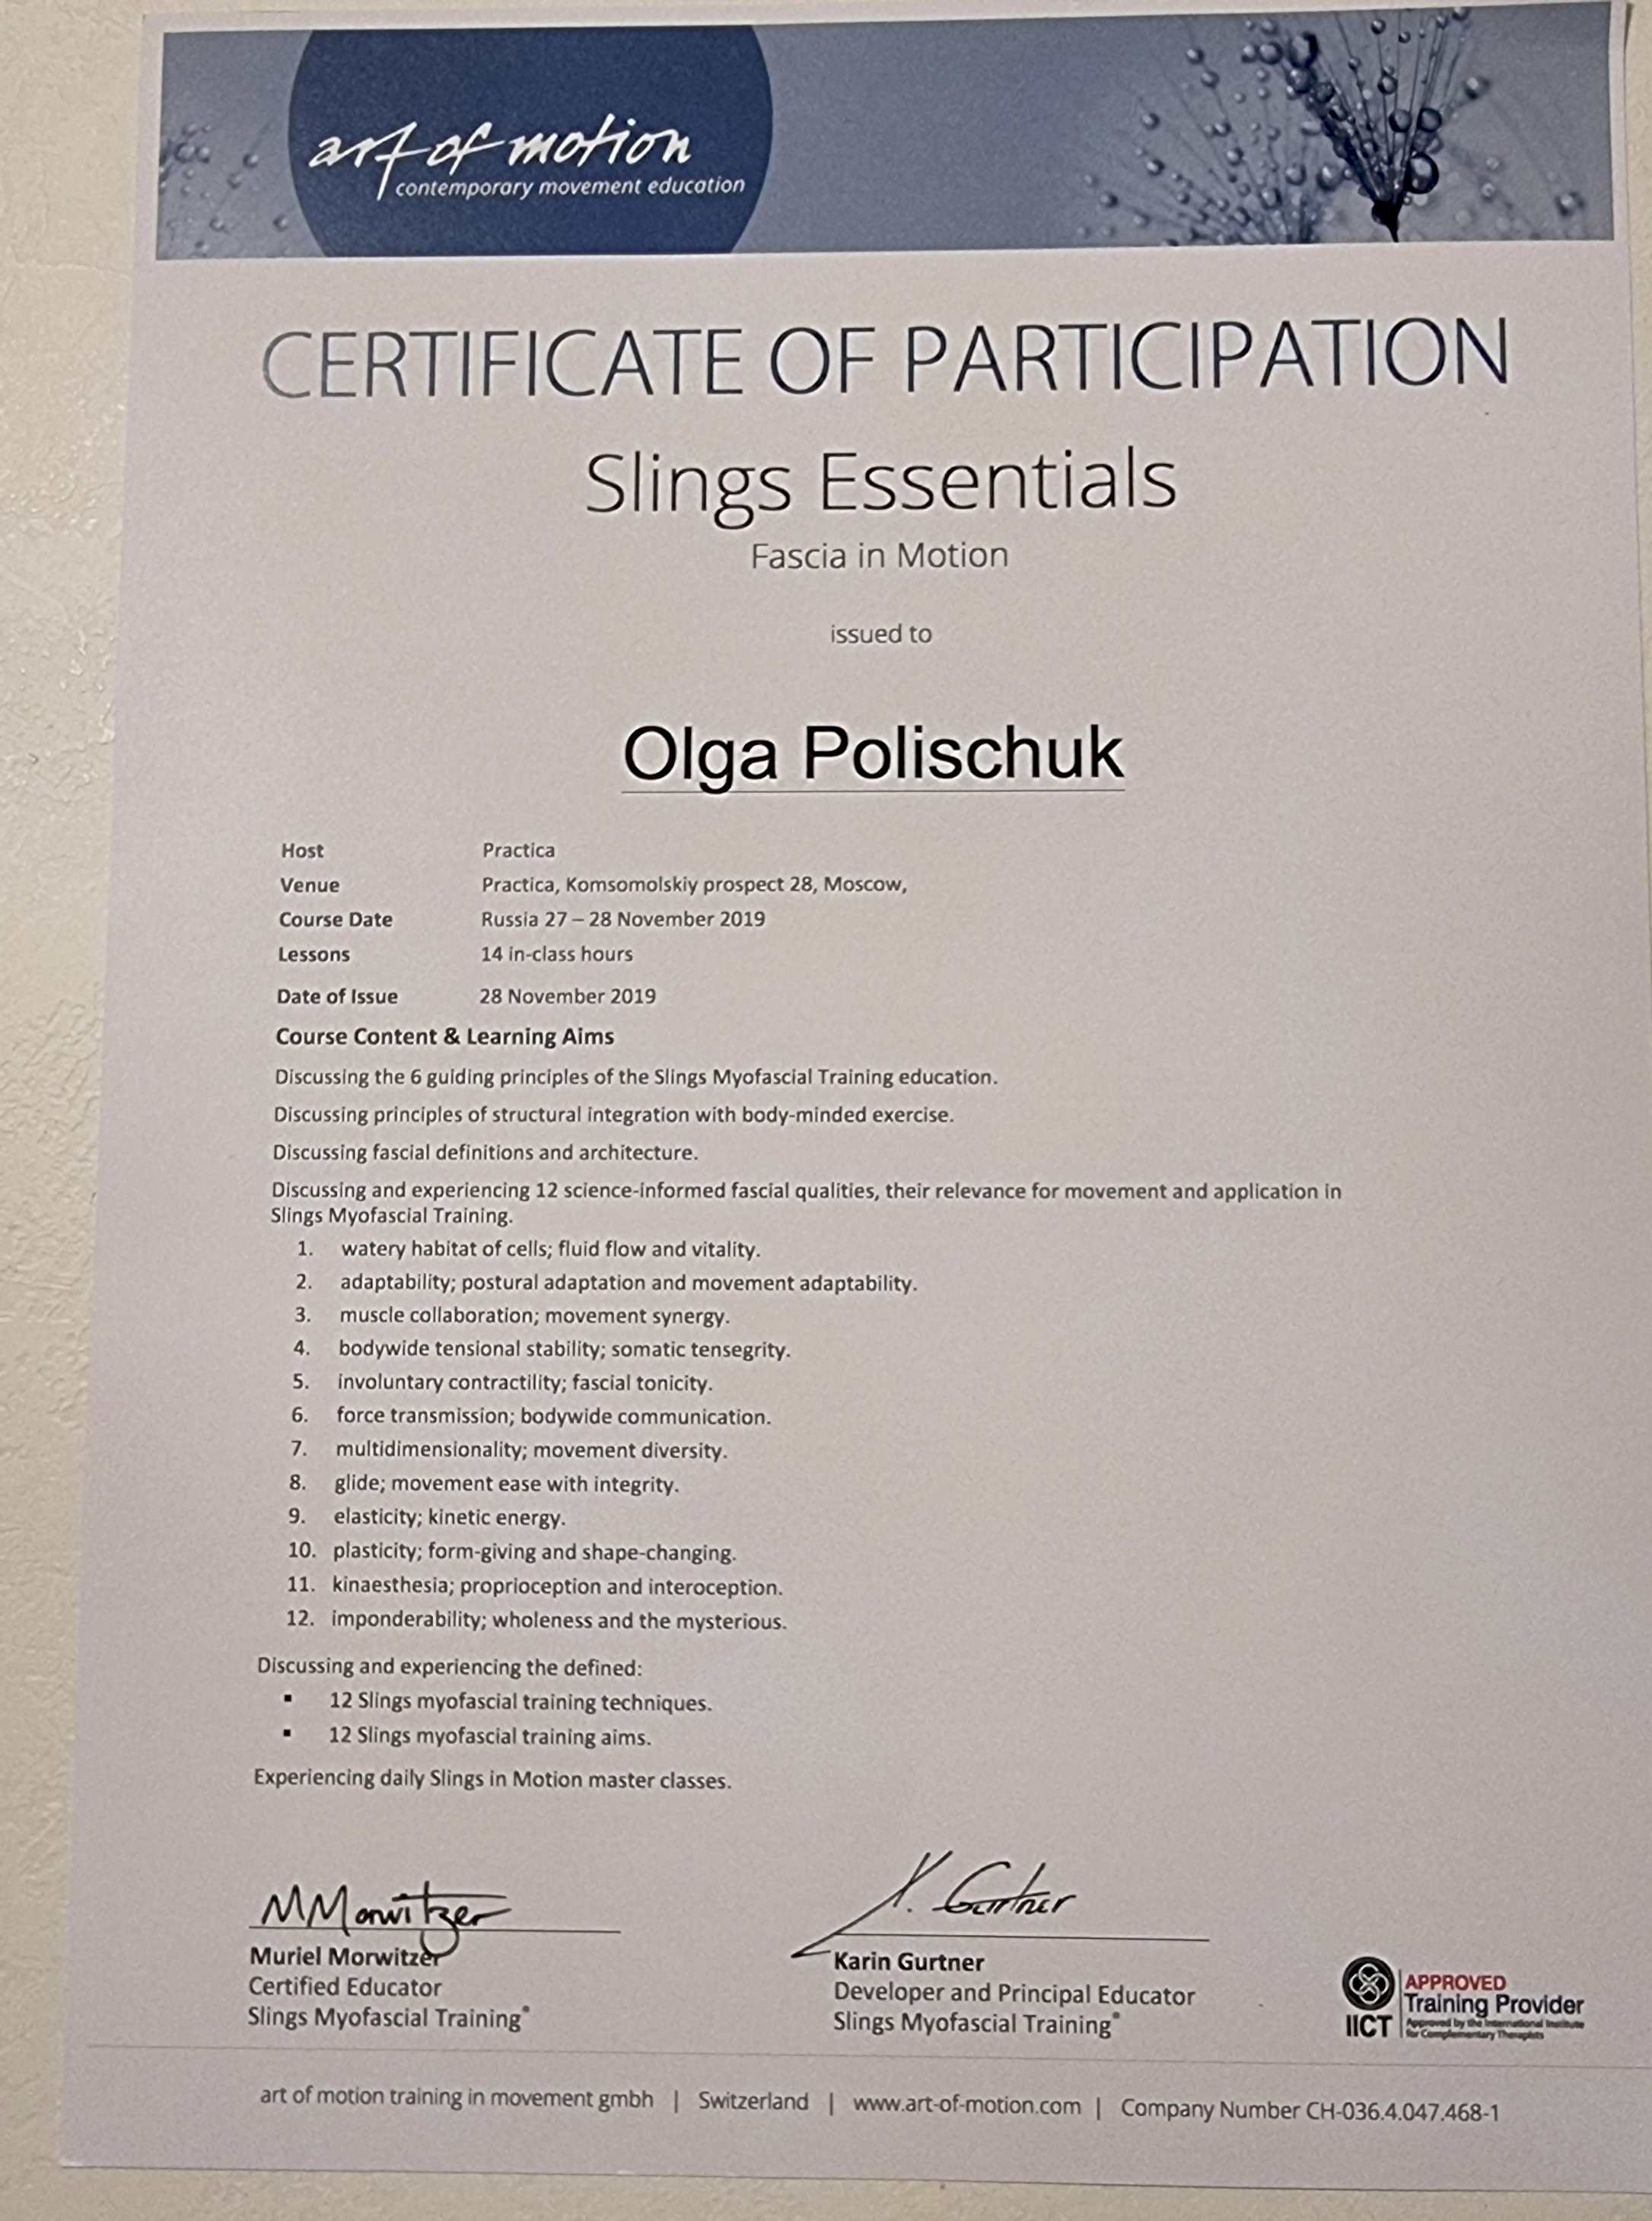 art of motion
contemporary movement education
CERTIFICATE OF PARTICIPATION
Slings Essentials
Fascia in Motion
issued to
Olga Polischuk
Host Practica
Venue Practica, Komsomolskiy prospect 28, Moscow,
Course Date Russia 27 – 28 November 2019
Lessons 14 in-class hours
Date of Issue 28 November 2019
Course Content & Learning Aims
Discussing the 6 guiding principles of the Slings Myofascial Training education.
Discussing principles of structural integration with body-minded exercise.
Discussing fascial definitions and architecture.
Discussing and experiencing 12 science-informed fascial qualities, their relevance for movement and application in
Slings Myofascial Training.
1. watery habitat of cells; fluid flow and vitality.
2. adaptability; postural adaptation and movement adaptability.
3. muscle collaboration; movement synergy.
4. bodywide tensional stability; somatic tensegrity.
5. involuntary contractility; fascial tonicity.
6. force transmission; bodywide communication.
7. multidimensionality; movement diversity.
8. glide; movement ease with integrity.
9. elasticity; kinetic energy.
10. plasticity; form-giving and shape-changing.
11. kinaesthesia; proprioception and interoception.
12. imponderability; wholeness and the mysterious.
Discussing and experiencing the defined:
▪ 12 Slings myofascial training techniques.
▪ 12 Slings myofascial training aims.
Experiencing daily Slings in Motion master classes.
MMorwitzer
K. Gurtner
Muriel Morwitzer
Certified Educator
Slings Myofascial Training®
Karin Gurtner
Developer and Principal Educator
Slings Myofascial Training®
IICT
APPROVED
Training Provider
Approved by the International Institute
for Complementary Therapists
art of motion training in movement gmbh | Switzerland | www.art-of-motion.com | Company Number CH-036.4.047.468-1